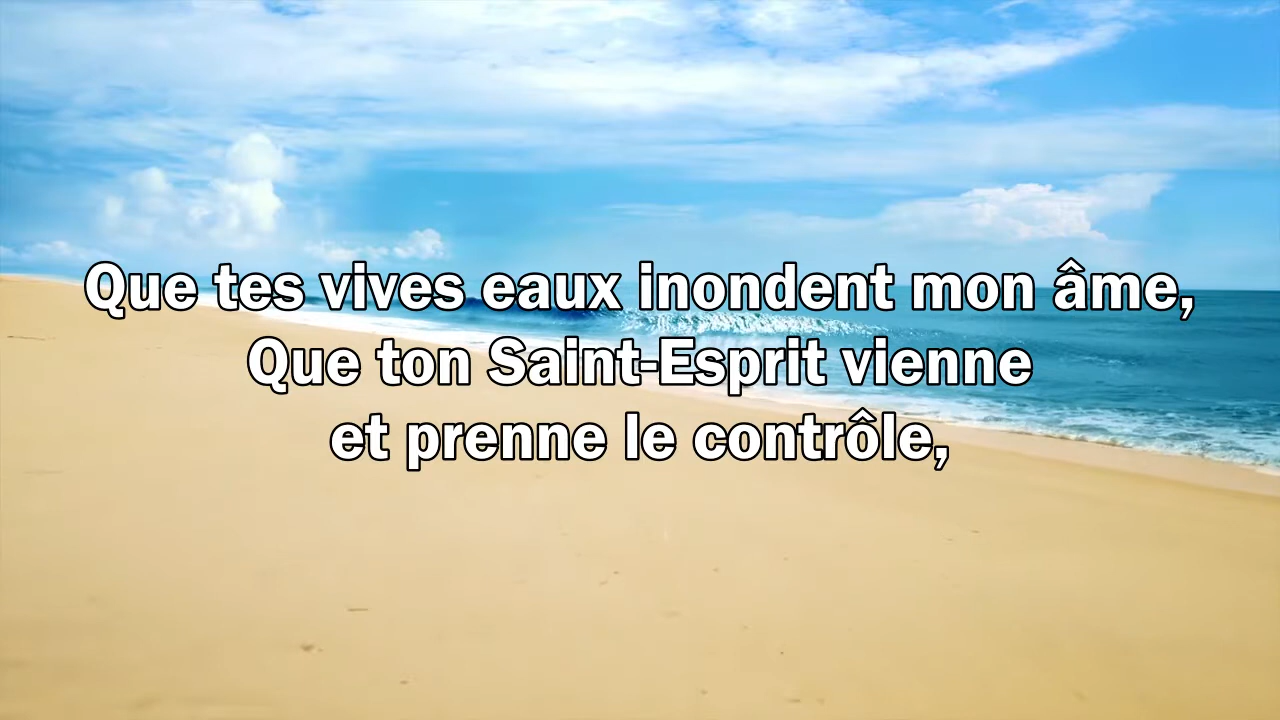 Que tes vives eaux inondent mon âme,
Que ton Saint-Esprit vienne
et prenne le contrôle,